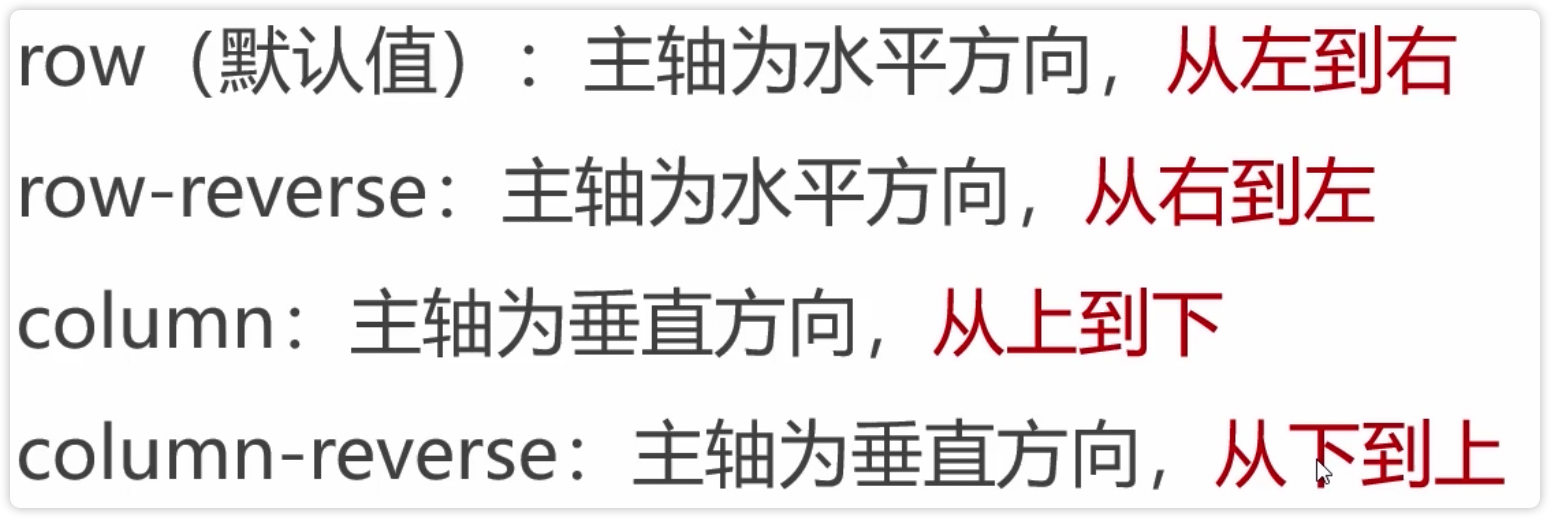 row（默认值）：主轴为水平方向，从左到右
row-reverse：主轴为水平方向，从右到左
column：主轴为垂直方向，从上到下
column-reverse：主轴为垂直方向，从下到上